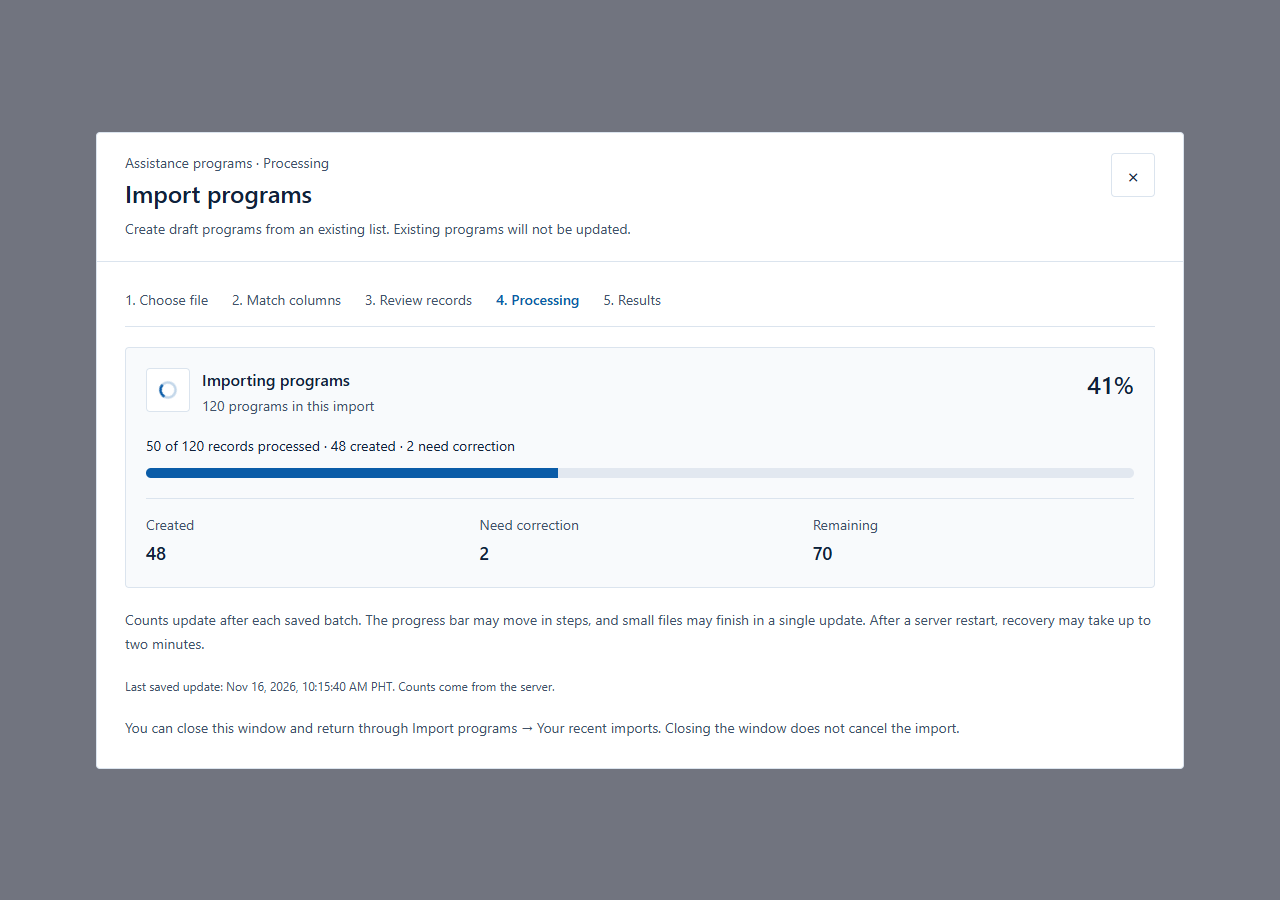 Assistance programs · Processing
Import programs
Create draft programs from an existing list. Existing programs will not be updated.
×
1. Choose file 2. Match columns 3. Review records 4. Processing 5. Results
Importing programs
120 programs in this import
41%
50 of 120 records processed · 48 created · 2 need correction
Created Need correction Remaining
48 2 70
Counts update after each saved batch. The progress bar may move in steps, and small files may finish in a single update. After a server restart, recovery may take up to
two minutes.
Last saved update: Nov 16, 2026, 10:15:40 AM PHT. Counts come from the server.
You can close this window and return through Import programs → Your recent imports. Closing the window does not cancel the import.